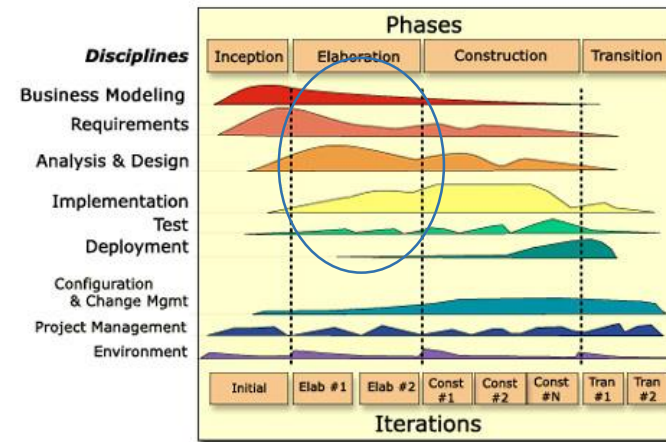 Phases
Disciplines
Inception
Elaboration
Construction
Transition
Business Modeling
Requirements
Analysis & Design
Implementation
Test
Deployment
Configuration
& Change Mgmt
Project Management
Environment
Initial
Elab #1
Elab #2
Const
#1
Const
#2
Const
#N
Tran
#1
Tran
#2
Iterations